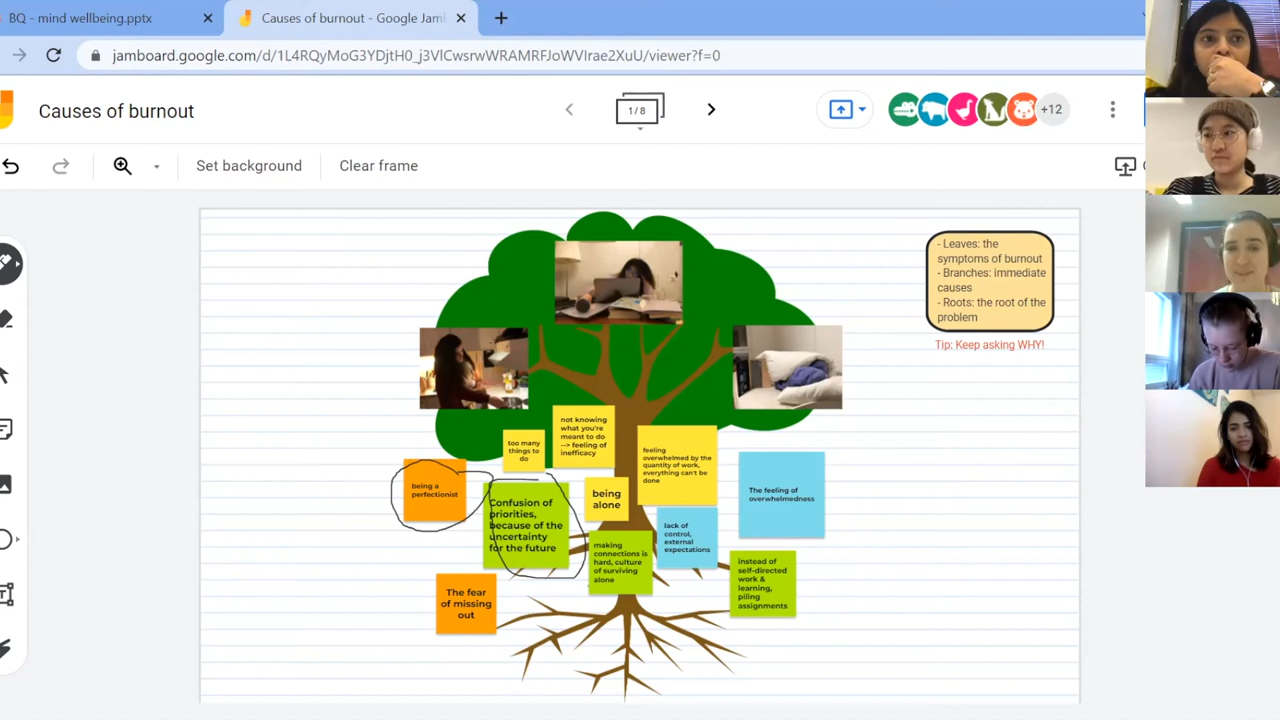 BQ - mind wellbeing.pptx
Causes of burnout - Google Jaml
jamboard.google.com/d/1L4RQyMoG3YDJtH0_j3VlCwsrwWRAMRFJoWVIrae2XuU/viewer?f=0
Causes of burnout
1 / 8
+12
Set background
Clear frame
- Leaves: the
symptoms of burnout
- Branches: immediate
causes
- Roots: the root of the
problem
Tip: Keep asking WHY!
not knowing
what you're
meant to do
--> feeling of
inefficacy
too many
things to
do
feeling
overwhelmed by the
quantity of work,
everything can't be
done
being a
perfectionist
Confusion of
priorities,
because of the
uncertainty
for the future
being
alone
The feeling of
overwhelmedness
lack of
control,
external
expectations
making
connections is
hard, culture
of surviving
alone
instead of
self-directed
work &
learning,
piling
assignments
The fear
of missing
out